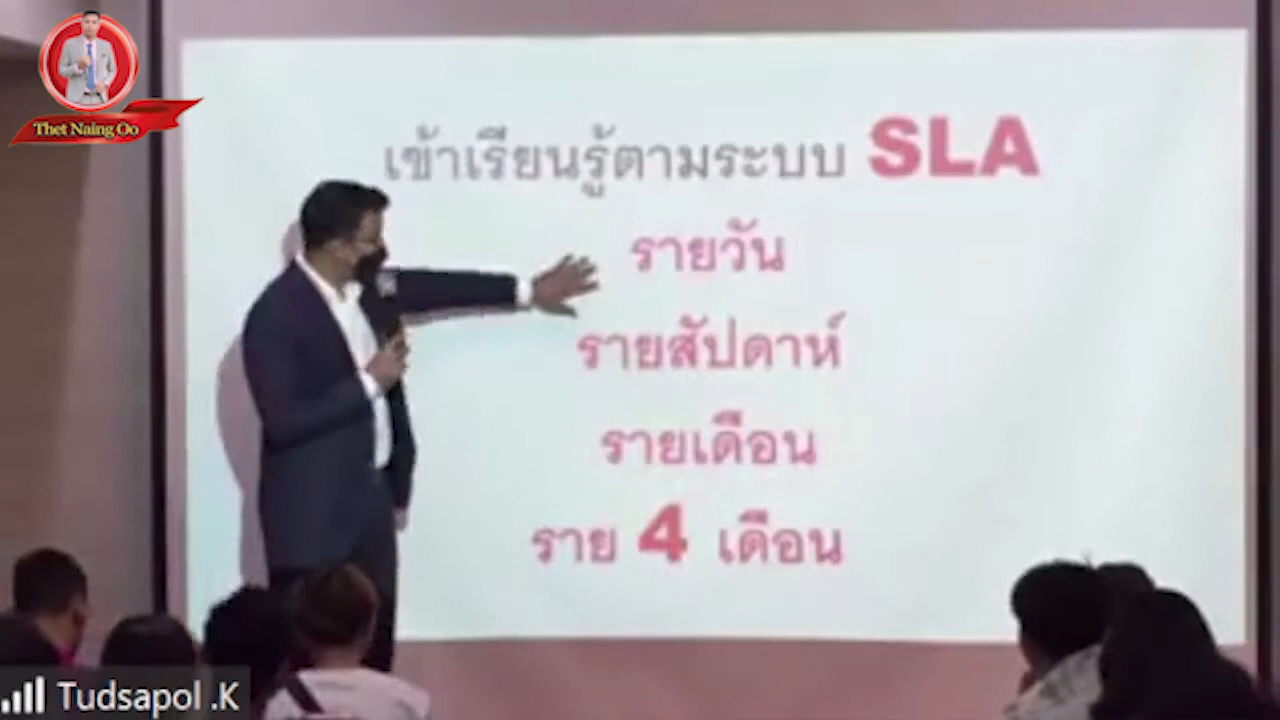 Thet Naing Oo
เข้าเรียนรู้ตามระบบ SLA
รายวัน
รายสัปดาห์
รายเดือน
ราย 4 เดือน
Tudsapol .K